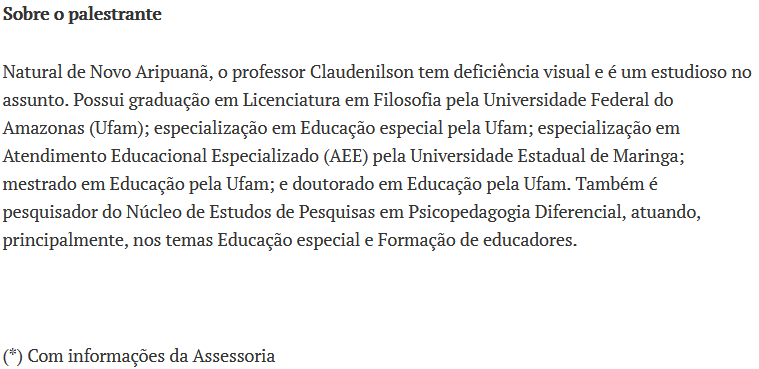 Sobre o palestrante
Natural de Novo Aripuanã, o professor Claudenilson tem deficiência visual e é um estudioso no
assunto. Possui graduação em Licenciatura em Filosofia pela Universidade Federal do
Amazonas (Ufam); especialização em Educação especial pela Ufam; especialização em
Atendimento Educacional Especializado (AEE) pela Universidade Estadual de Maringa;
mestrado em Educação pela Ufam; e doutorado em Educação pela Ufam. Também é
pesquisador do Núcleo de Estudos de Pesquisas em Psicopedagogia Diferencial, atuando,
principalmente, nos temas Educação especial e Formação de educadores.
(*) Com informações da Assessoria